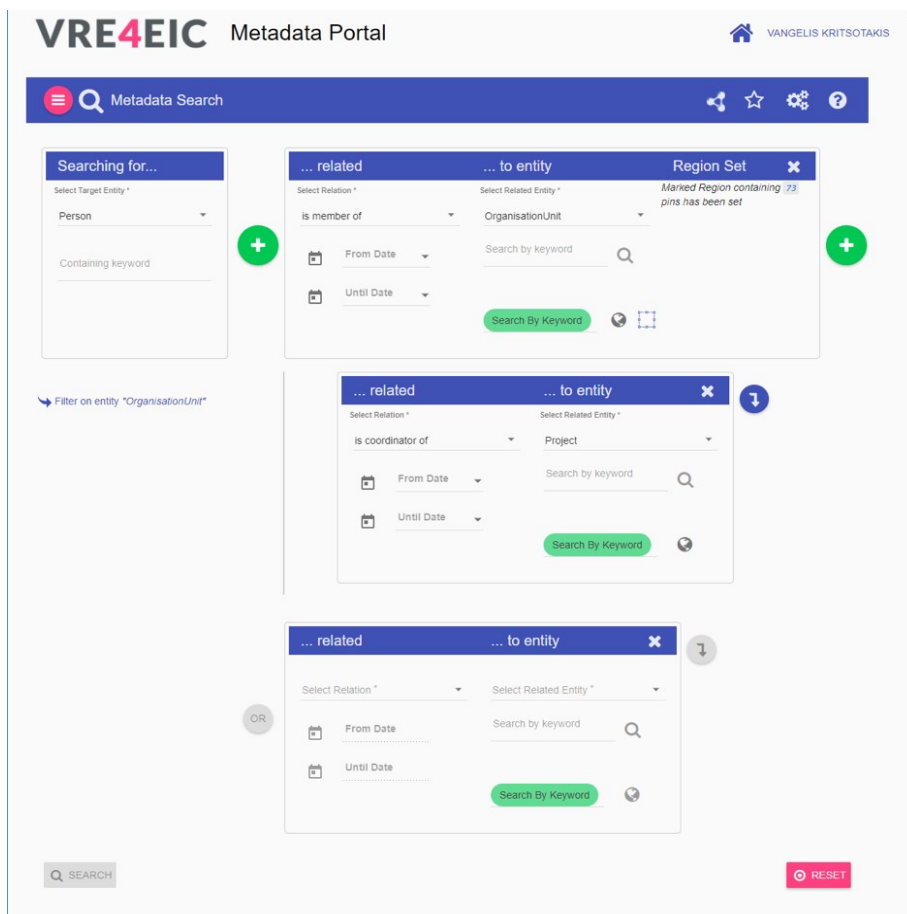 VRE4EIC Metadata Portal
VANGELIS KRITSOTAKIS
Metadata Search
Searching for...
Select Target Entity *
Person
Containing keyword
... related ... to entity Region Set
Select Relation * Select Related Entity * Marked Region containing 73
pins has been set
is member of OrganisationUnit
From Date Search by keyword
Until Date
Search By Keyword
Filter on entity "OrganisationUnit"
... related ... to entity
Select Relation * Select Related Entity *
is coordinator of Project
From Date Search by keyword
Until Date
Search By Keyword
... related ... to entity
Select Relation * Select Related Entity *
OR
From Date Search by keyword
Until Date
Search By Keyword
SEARCH RESET